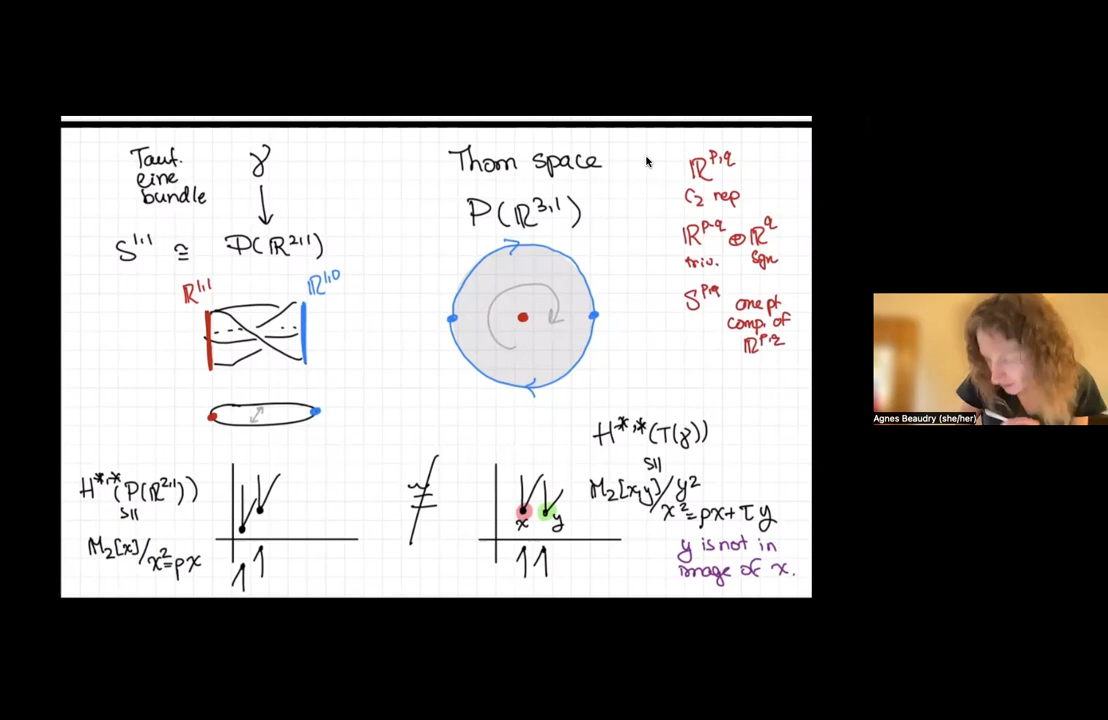 Taut.
line
bundle
γ
↓
S^{1,1} ≅ P(ℝ^{2,1})
ℝ^{1,1}
ℝ^{1,0}
H^{*,*}(P(ℝ^{2,1}))
≅
M₂[x]/x²=ρx
Thom space
P(ℝ^{3,1})
≄
x
y
H^{*,*}(T(γ))
≅
M₂[x,y]/y²
x²=ρx+τy
y is not in
image of x.
ℝ^{p,q}
C₂ rep
ℝ^{p-q} ⊕ ℝ^q
triv. sgn
S^{p,q} one pt
comp. of
ℝ^{p,q}
Agnes Beaudry (she/her)